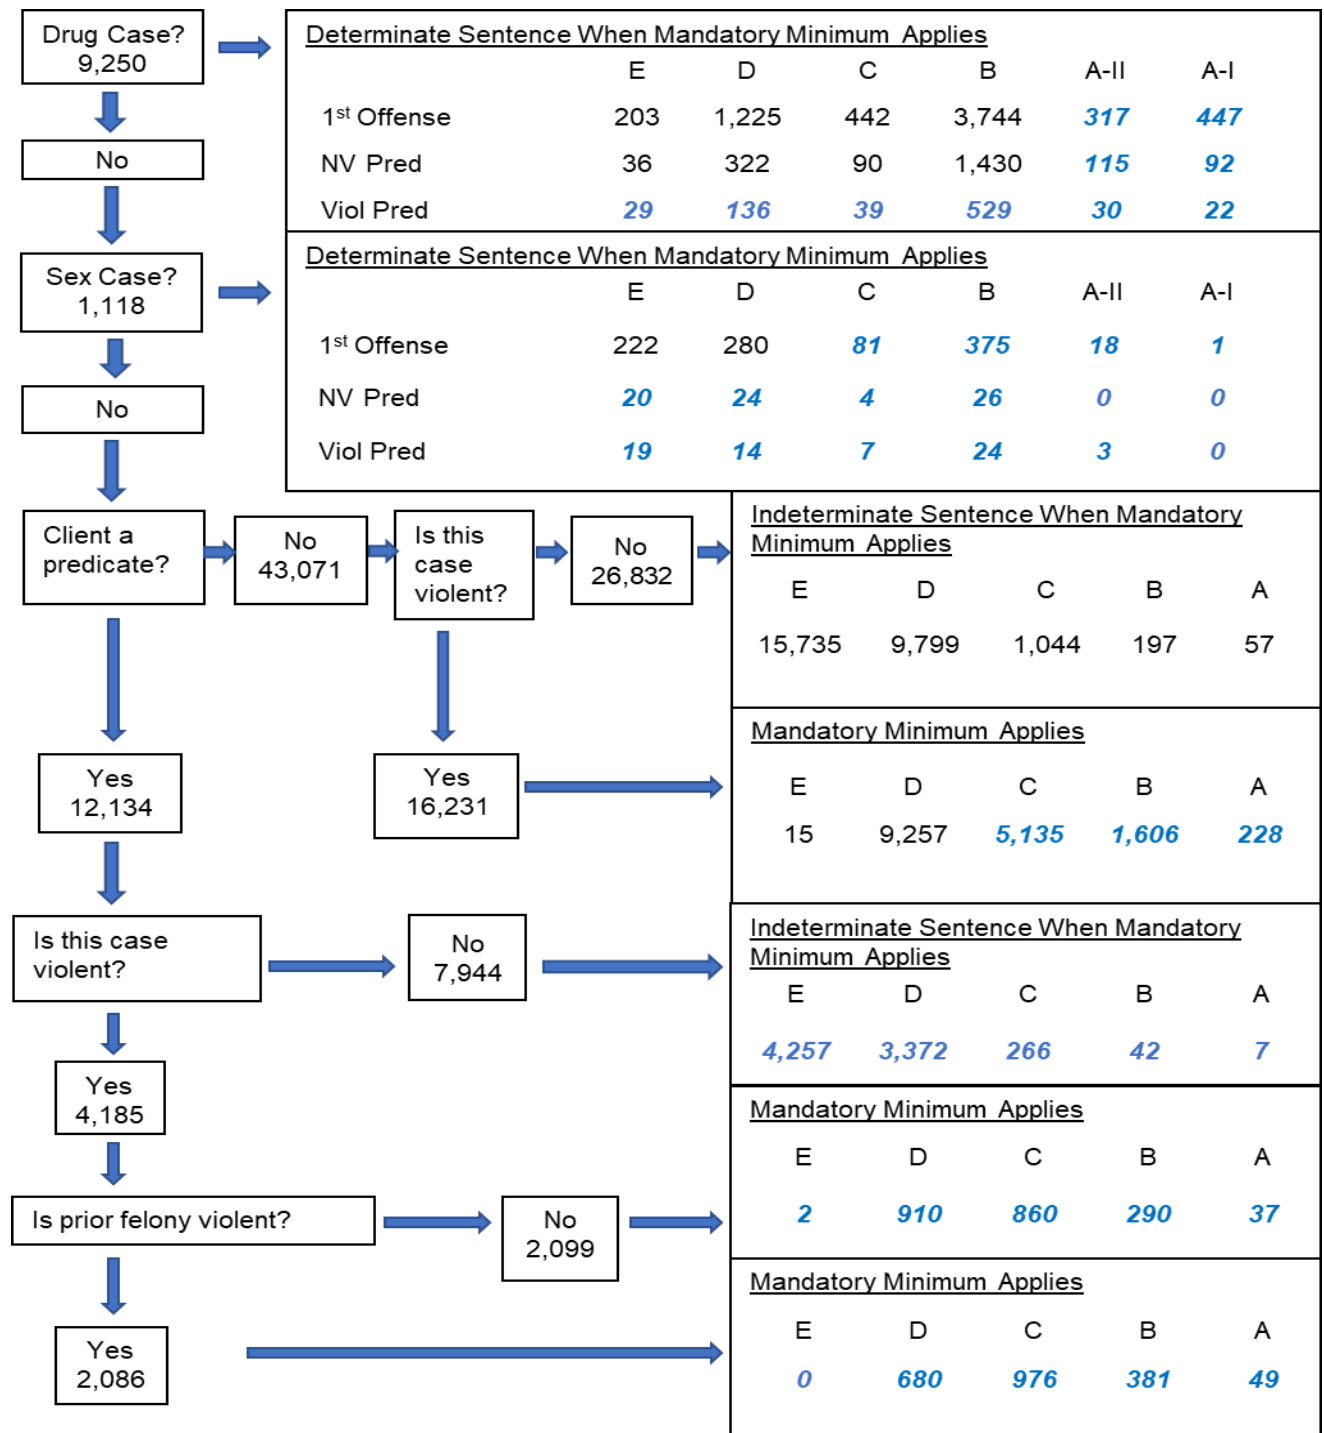 Drug Case?
9,250
Determinate Sentence When Mandatory Minimum Applies
E D C B A-II A-I
1st Offense 203 1,225 442 3,744 317 447
NV Pred 36 322 90 1,430 115 92
Viol Pred 29 136 39 529 30 22
No
Sex Case?
1,118
Determinate Sentence When Mandatory Minimum Applies
E D C B A-II A-I
1st Offense 222 280 81 375 18 1
NV Pred 20 24 4 26 0 0
Viol Pred 19 14 7 24 3 0
No
Client a
predicate?
No
43,071
Is this
case
violent?
No
26,832
Indeterminate Sentence When Mandatory
Minimum Applies
E D C B A
15,735 9,799 1,044 197 57
Yes
12,134
Yes
16,231
Mandatory Minimum Applies
E D C B A
15 9,257 5,135 1,606 228
Is this case
violent?
No
7,944
Indeterminate Sentence When Mandatory
Minimum Applies
E D C B A
4,257 3,372 266 42 7
Yes
4,185
Is prior felony violent?
No
2,099
Mandatory Minimum Applies
E D C B A
2 910 860 290 37
Yes
2,086
Mandatory Minimum Applies
E D C B A
0 680 976 381 49